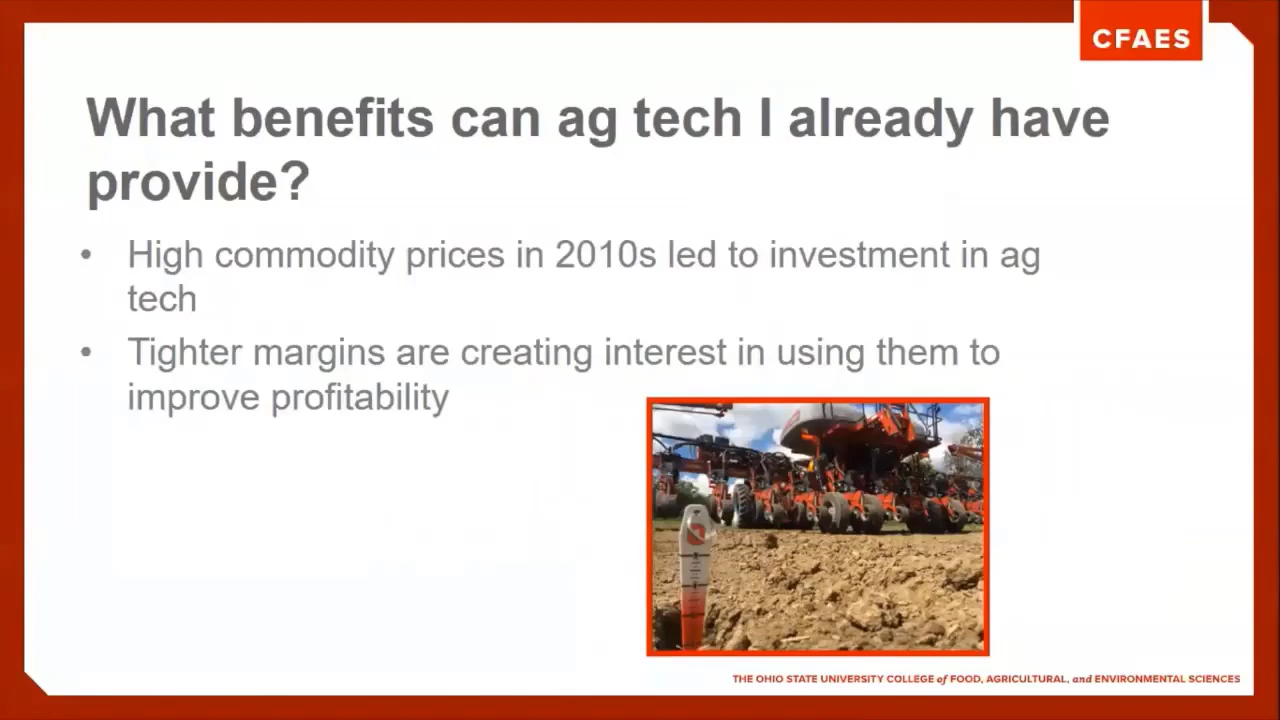 CFAES
What benefits can ag tech I already have
provide?
• High commodity prices in 2010s led to investment in ag
tech
• Tighter margins are creating interest in using them to
improve profitability
THE OHIO STATE UNIVERSITY COLLEGE of FOOD, AGRICULTURAL, and ENVIRONMENTAL SCIENCES